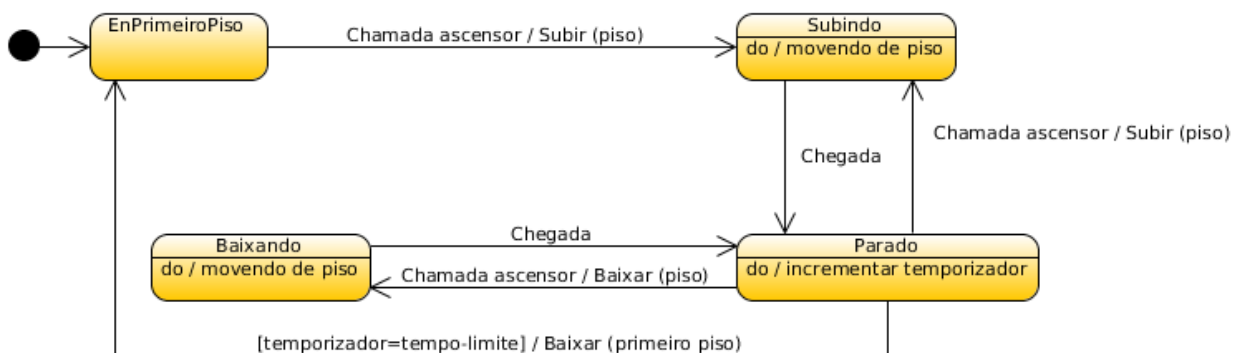 EnPrimeiroPiso
Chamada ascensor / Subir (piso)
Subindo
do / movendo de piso
Chegada
Chamada ascensor / Subir (piso)
Baixando
do / movendo de piso
Chegada
Chamada ascensor / Baixar (piso)
Parado
do / incrementar temporizador
[temporizador=tempo-limite] / Baixar (primeiro piso)